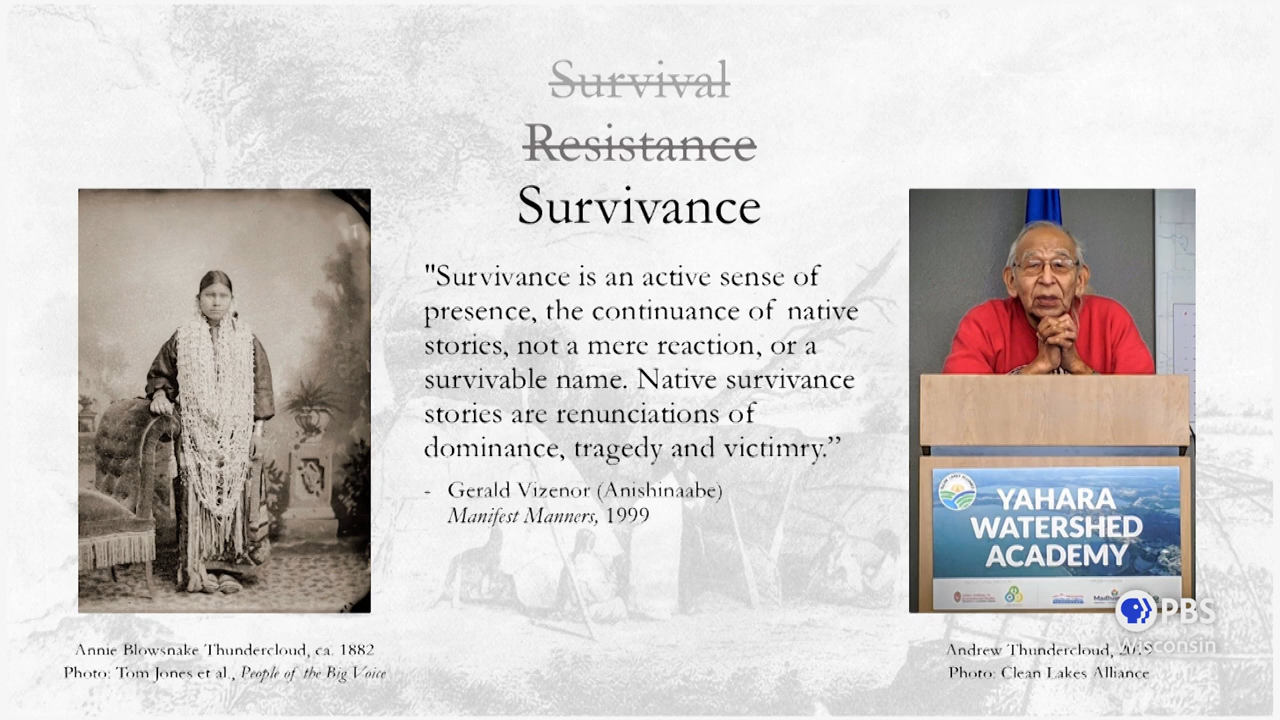 Survival
Resistance
Survivance
"Survivance is an active sense of
presence, the continuance of native
stories, not a mere reaction, or a
survivable name. Native survivance
stories are renunciations of
dominance, tragedy and victimry.”
- Gerald Vizenor (Anishinaabe)
Manifest Manners, 1999
Annie Blowsnake Thundercloud, ca. 1882
Photo: Tom Jones et al., People of the Big Voice
YAHARA
WATERSHED
ACADEMY
PBS
Wisconsin
Andrew Thundercloud,
Photo: Clean Lakes Alliance